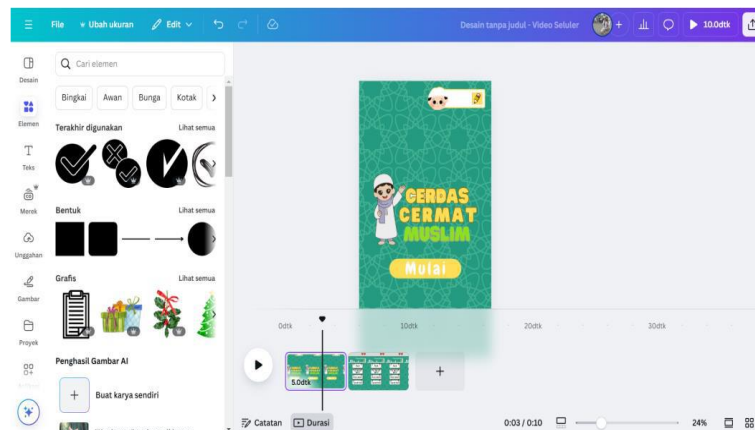 File
Ubah ukuran
Edit
Desain tanpa judul - Video Seluler
10.0dtk
Desain
Elemen
Teks
Merek
Unggahan
Gambar
Proyek
Cari elemen
Bingkai
Awan
Bunga
Kotak
Terakhir digunakan
Lihat semua
Bentuk
Lihat semua
Grafis
Lihat semua
Penghasil Gambar AI
Buat karya sendiri
CERDAS
CERMAT
MUSLIM
Mulai
0dtk
10dtk
20dtk
30dtk
5.0dtk
Catatan
Durasi
0:03 / 0:10
24%